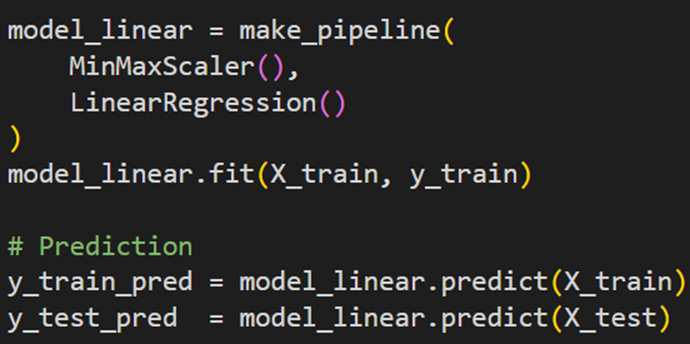 model_linear = make_pipeline(
    MinMaxScaler(),
    LinearRegression()
)
model_linear.fit(X_train, y_train)
# Prediction
y_train_pred = model_linear.predict(X_train)
y_test_pred  = model_linear.predict(X_test)